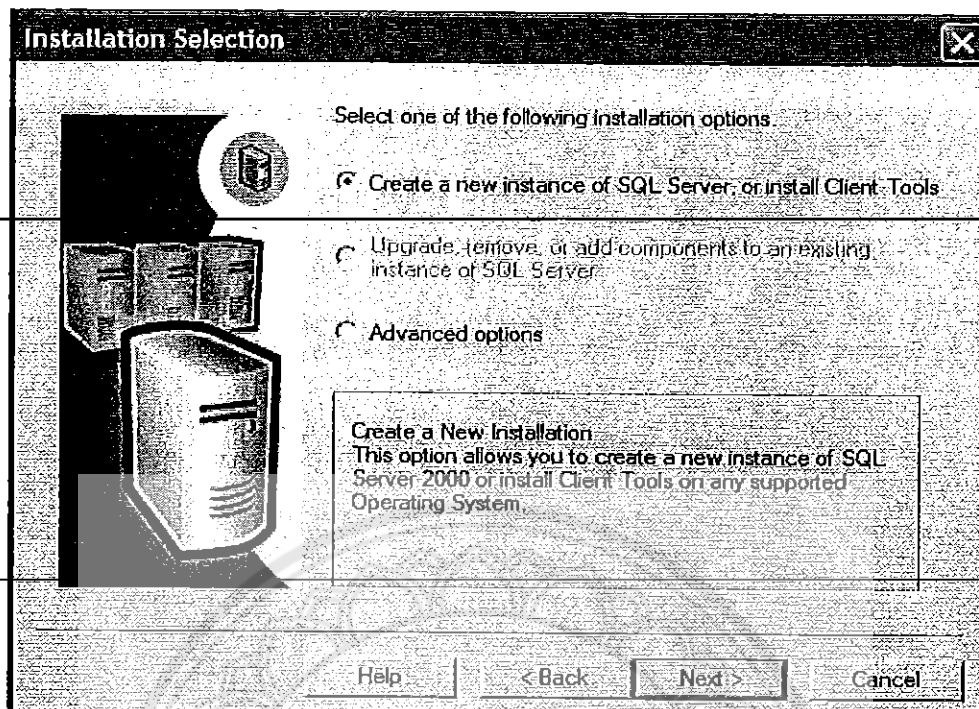 Installation Selection
Select one of the following installation options.
Create a new instance of SQL Server, or install Client Tools
Upgrade, remove, or add components to an existing
instance of SQL Server
Advanced options
Create a New Installation
This option allows you to create a new instance of SQL
Server 2000 or install Client Tools on any supported
Operating System.
Help
< Back
Next >
Cancel